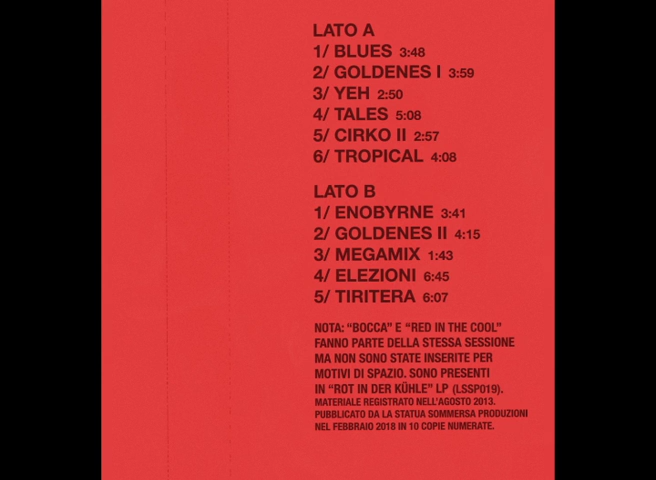 LATO A
1/ BLUES 3:48
2/ GOLDENES I 3:59
3/ YEH 2:50
4/ TALES 5:08
5/ CIRKO II 2:57
6/ TROPICAL 4:08
LATO B
1/ ENOBYRNE 3:41
2/ GOLDENES II 4:15
3/ MEGAMIX 1:43
4/ ELEZIONI 6:45
5/ TIRITERA 6:07
NOTA: “BOCCA” E “RED IN THE COOL”
FANNO PARTE DELLA STESSA SESSIONE
MA NON SONO STATE INSERITE PER
MOTIVI DI SPAZIO. SONO PRESENTI
IN “ROT IN DER KÜHLE” LP (LSSP019).
MATERIALE REGISTRATO NELL'AGOSTO 2013.
PUBBLICATO DA LA STATUA SOMMERSA PRODUZIONI
NEL FEBBRAIO 2018 IN 10 COPIE NUMERATE.